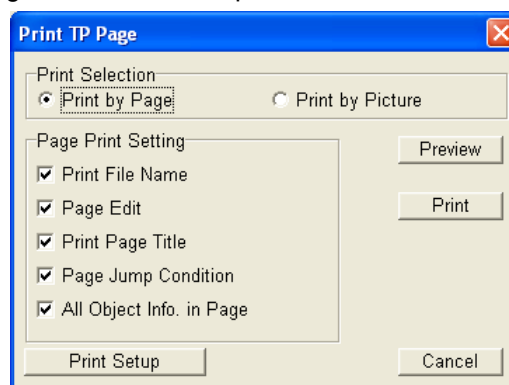 Print TP Page
Print Selection
Print by Page Print by Picture
Page Print Setting
Preview
Print File Name
Page Edit
Print
Print Page Title
Page Jump Condition
All Object Info. in Page
Print Setup Cancel